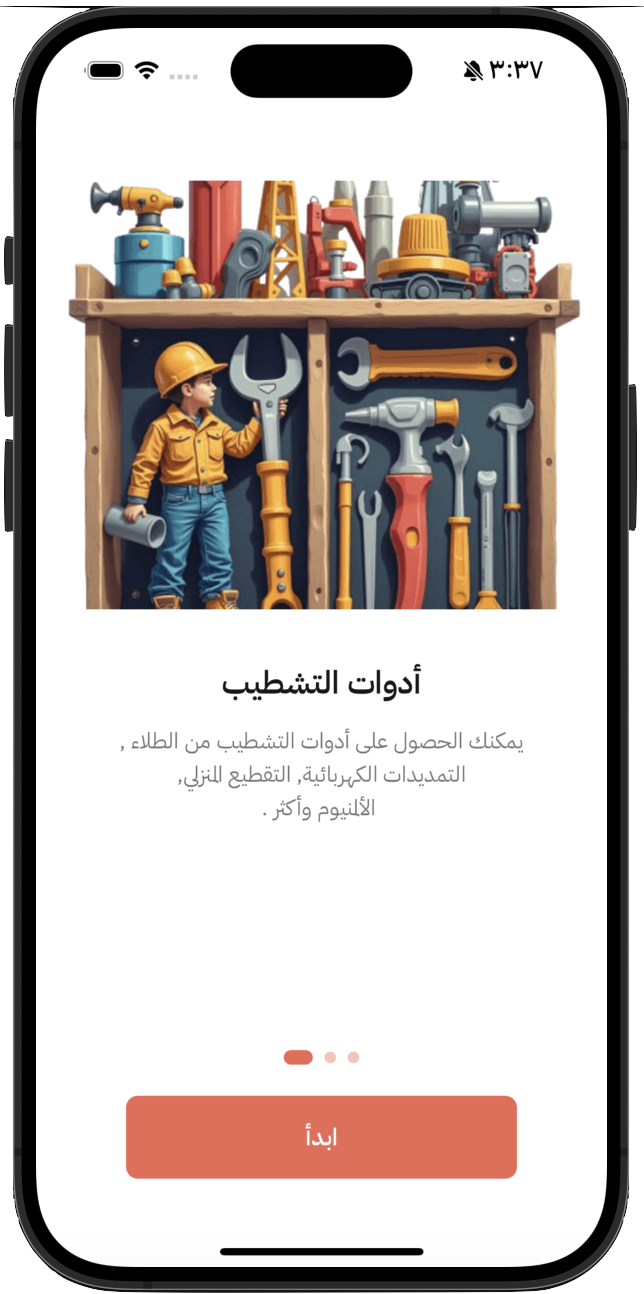 ٣:٣٧
أدوات التشطيب
يمكنك الحصول على أدوات التشطيب من الطلاء ,
التمديدات الكهربائية, التقطيع المنزلي,
الألمنيوم وأكثر .
ابدأ